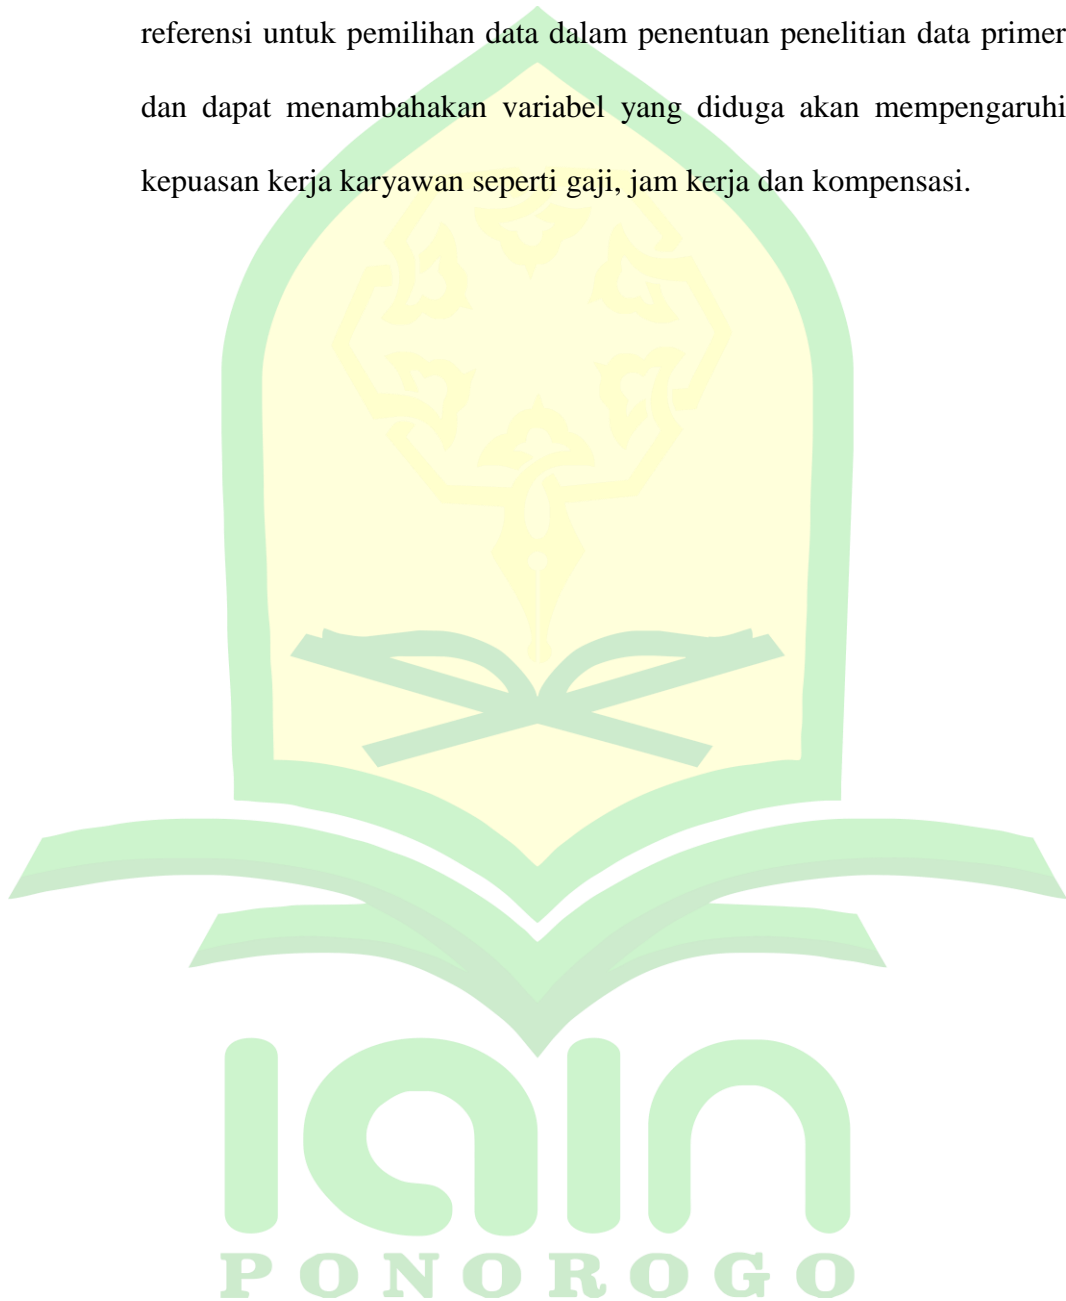 referensi untuk pemilihan data dalam penentuan penelitian data primer
dan dapat menambahakan variabel yang diduga akan mempengaruhi
kepuasan kerja karyawan seperti gaji, jam kerja dan kompensasi.
iain
PONOROGO